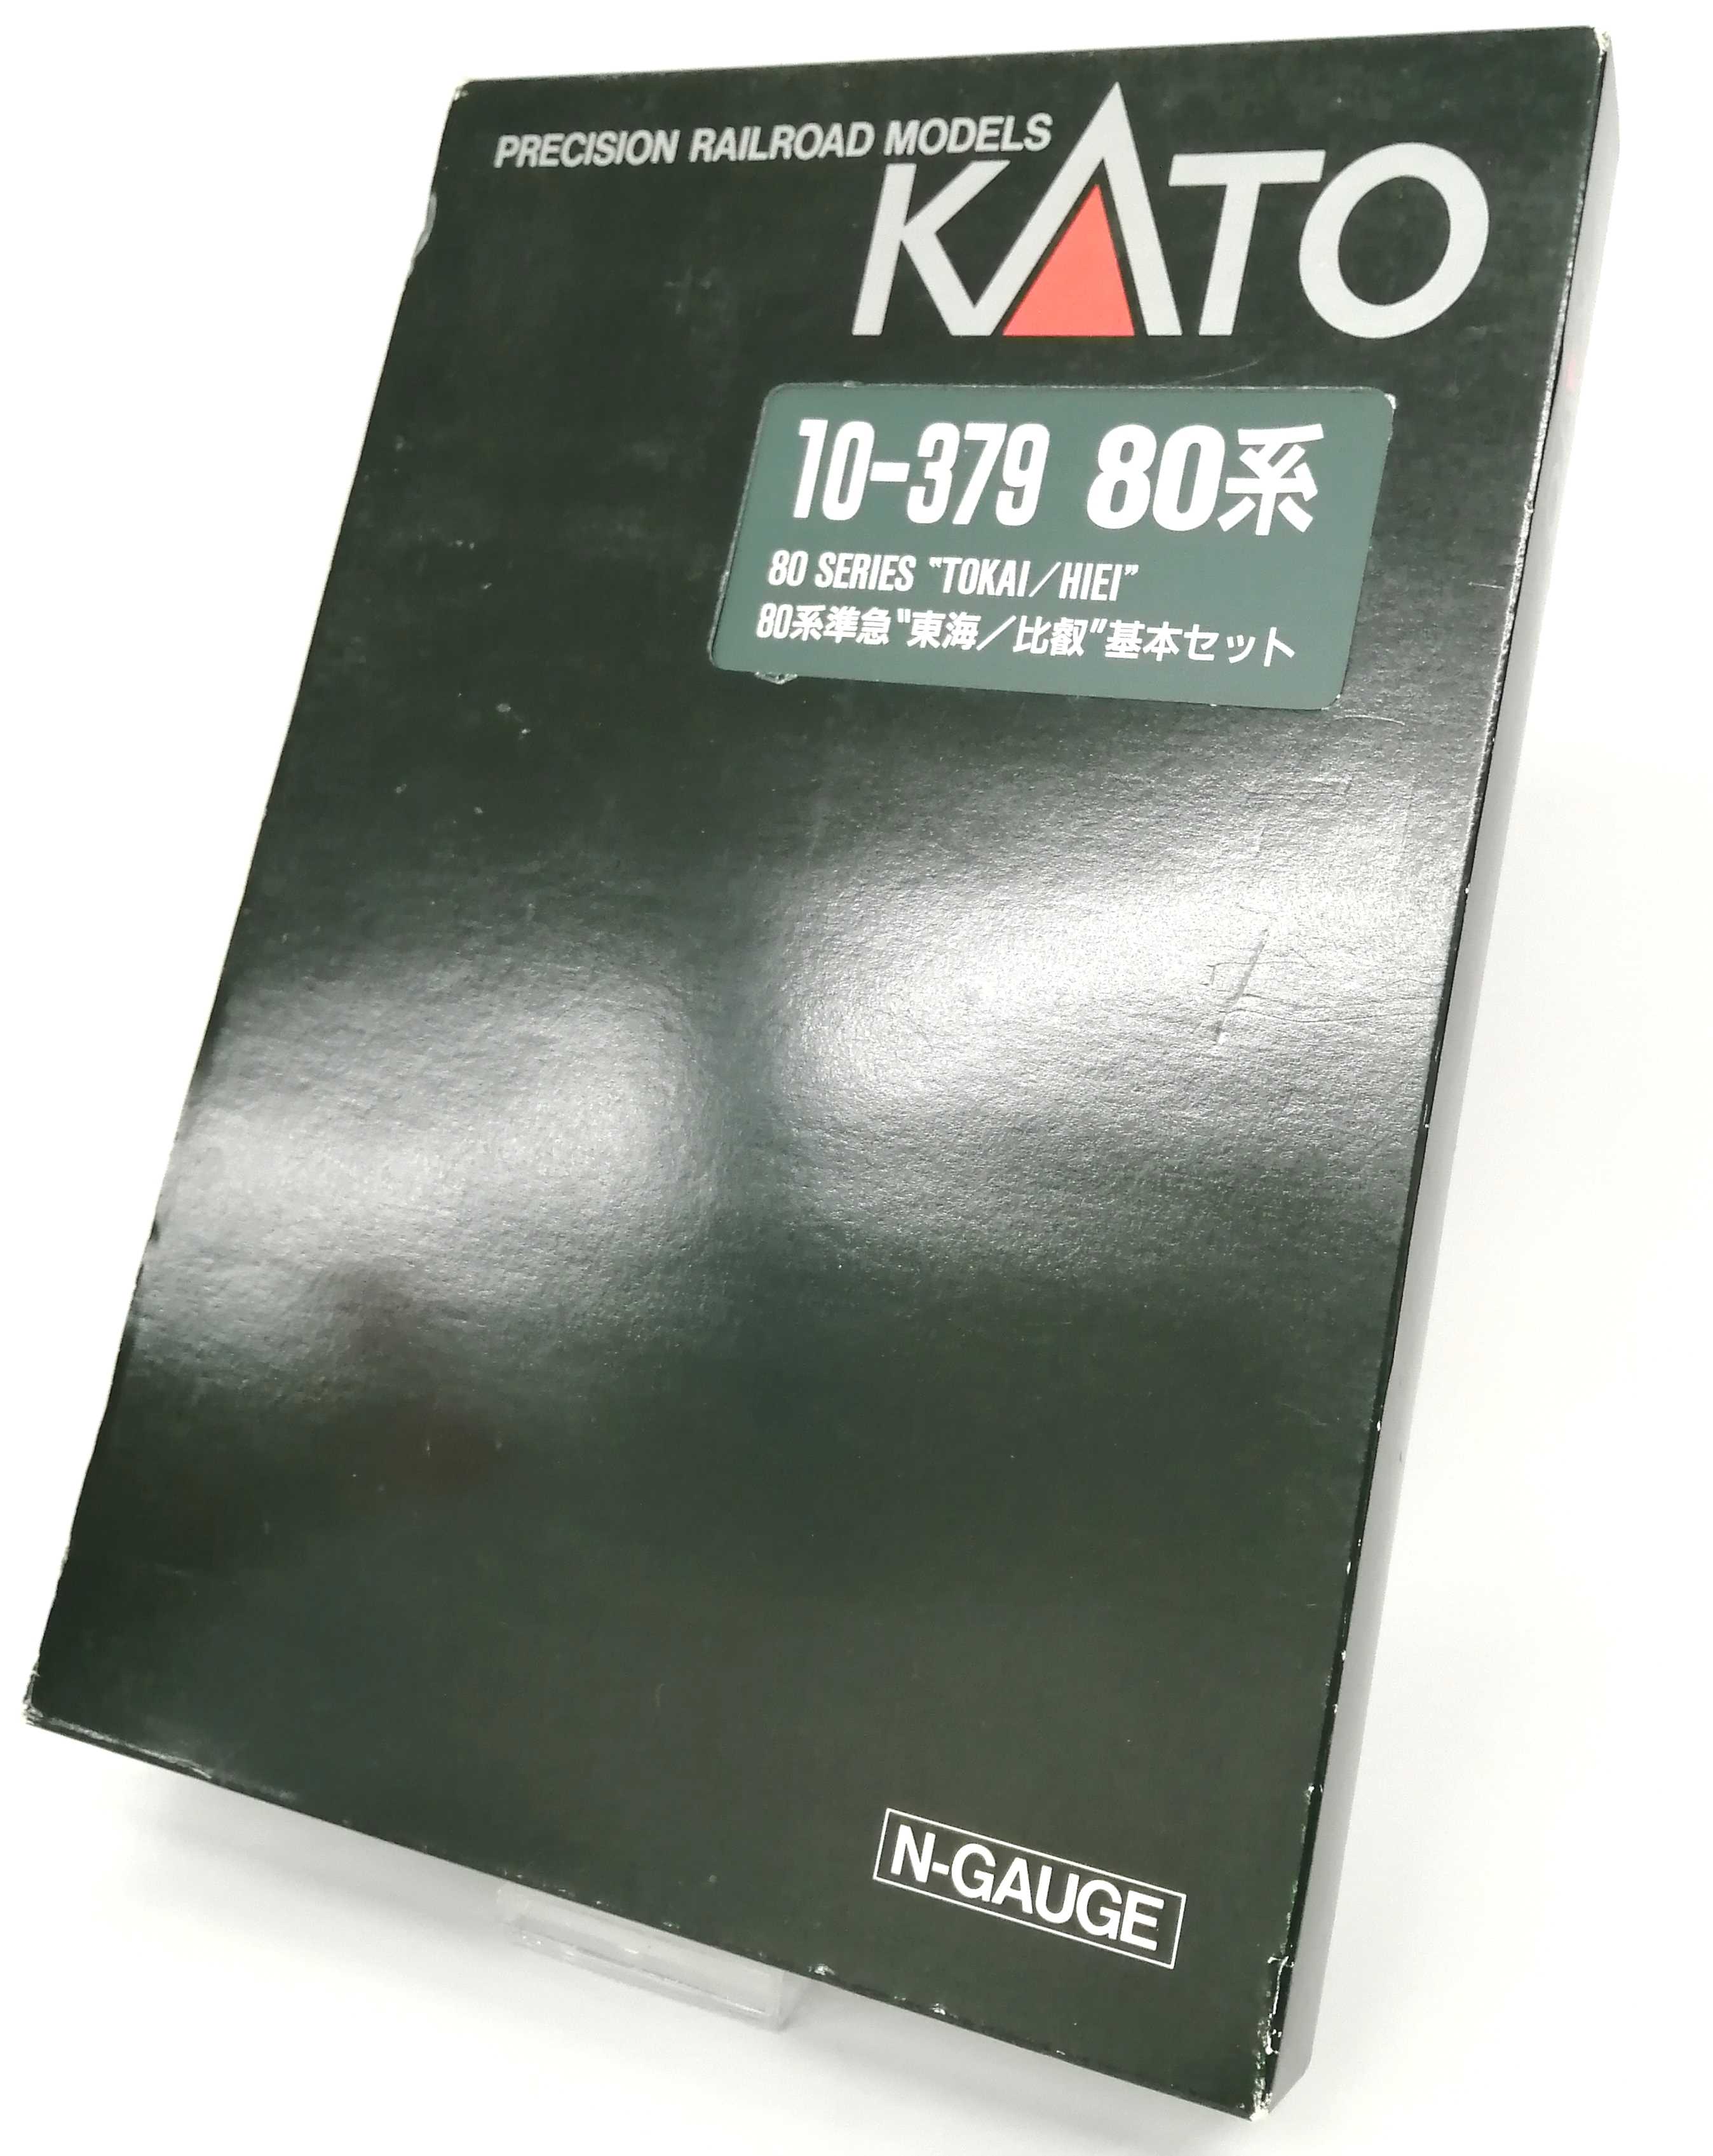 PRECISION RAILROAD MODELS
KATO
10-379 80系
80 SERIES "TOKAI/HIEI"
80系準急"東海/比叡"基本セット
N-GAUGE